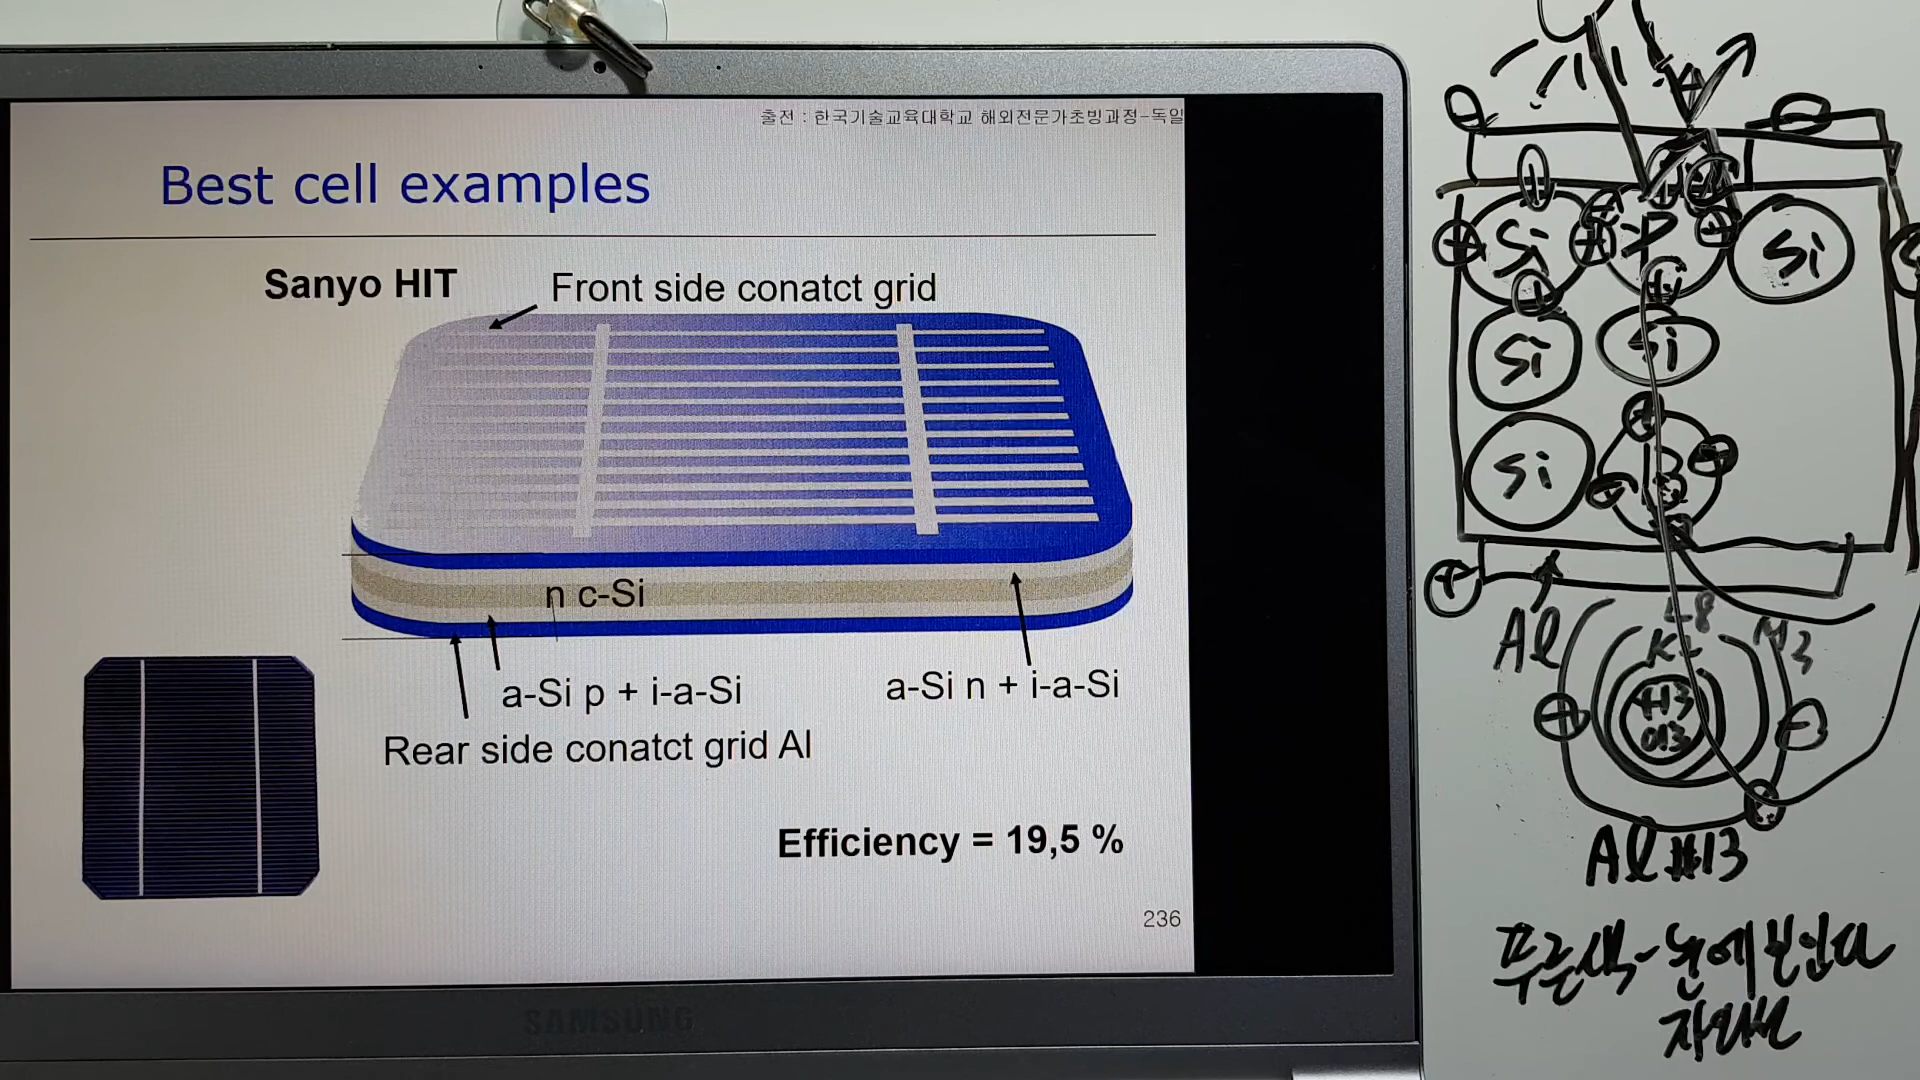 출전 : 한국기술교육대학교 해외전문가초빙과정-독일
Best cell examples
Sanyo HIT
Front side conatct grid
n c-Si
a-Si p + i-a-Si
a-Si n + i-a-Si
Rear side conatct grid Al
Efficiency = 19,5 %
236
SAMSUNG
Si
P
Si
Si
Si
Si
B
Al
Al #13
푸른색-눈에 보인다
자외선